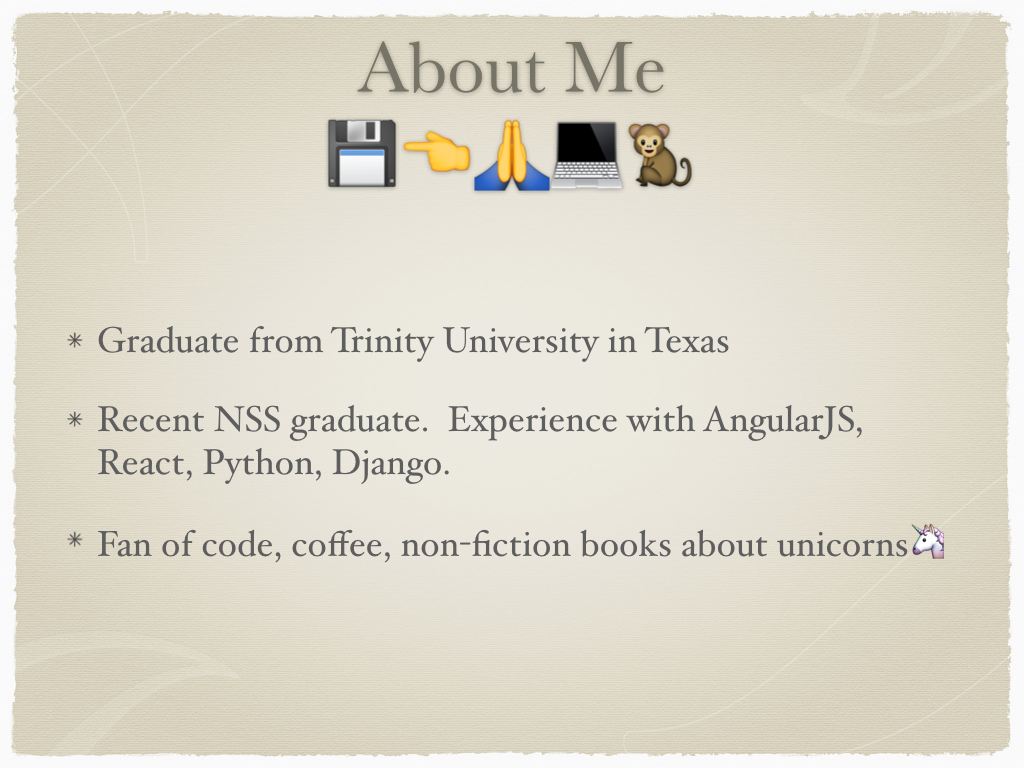 About Me
💾👈🙏💻🐒
Graduate from Trinity University in Texas
Recent NSS graduate.  Experience with AngularJS,
React, Python, Django.
Fan of code, coffee, non-fiction books about unicorns🦄